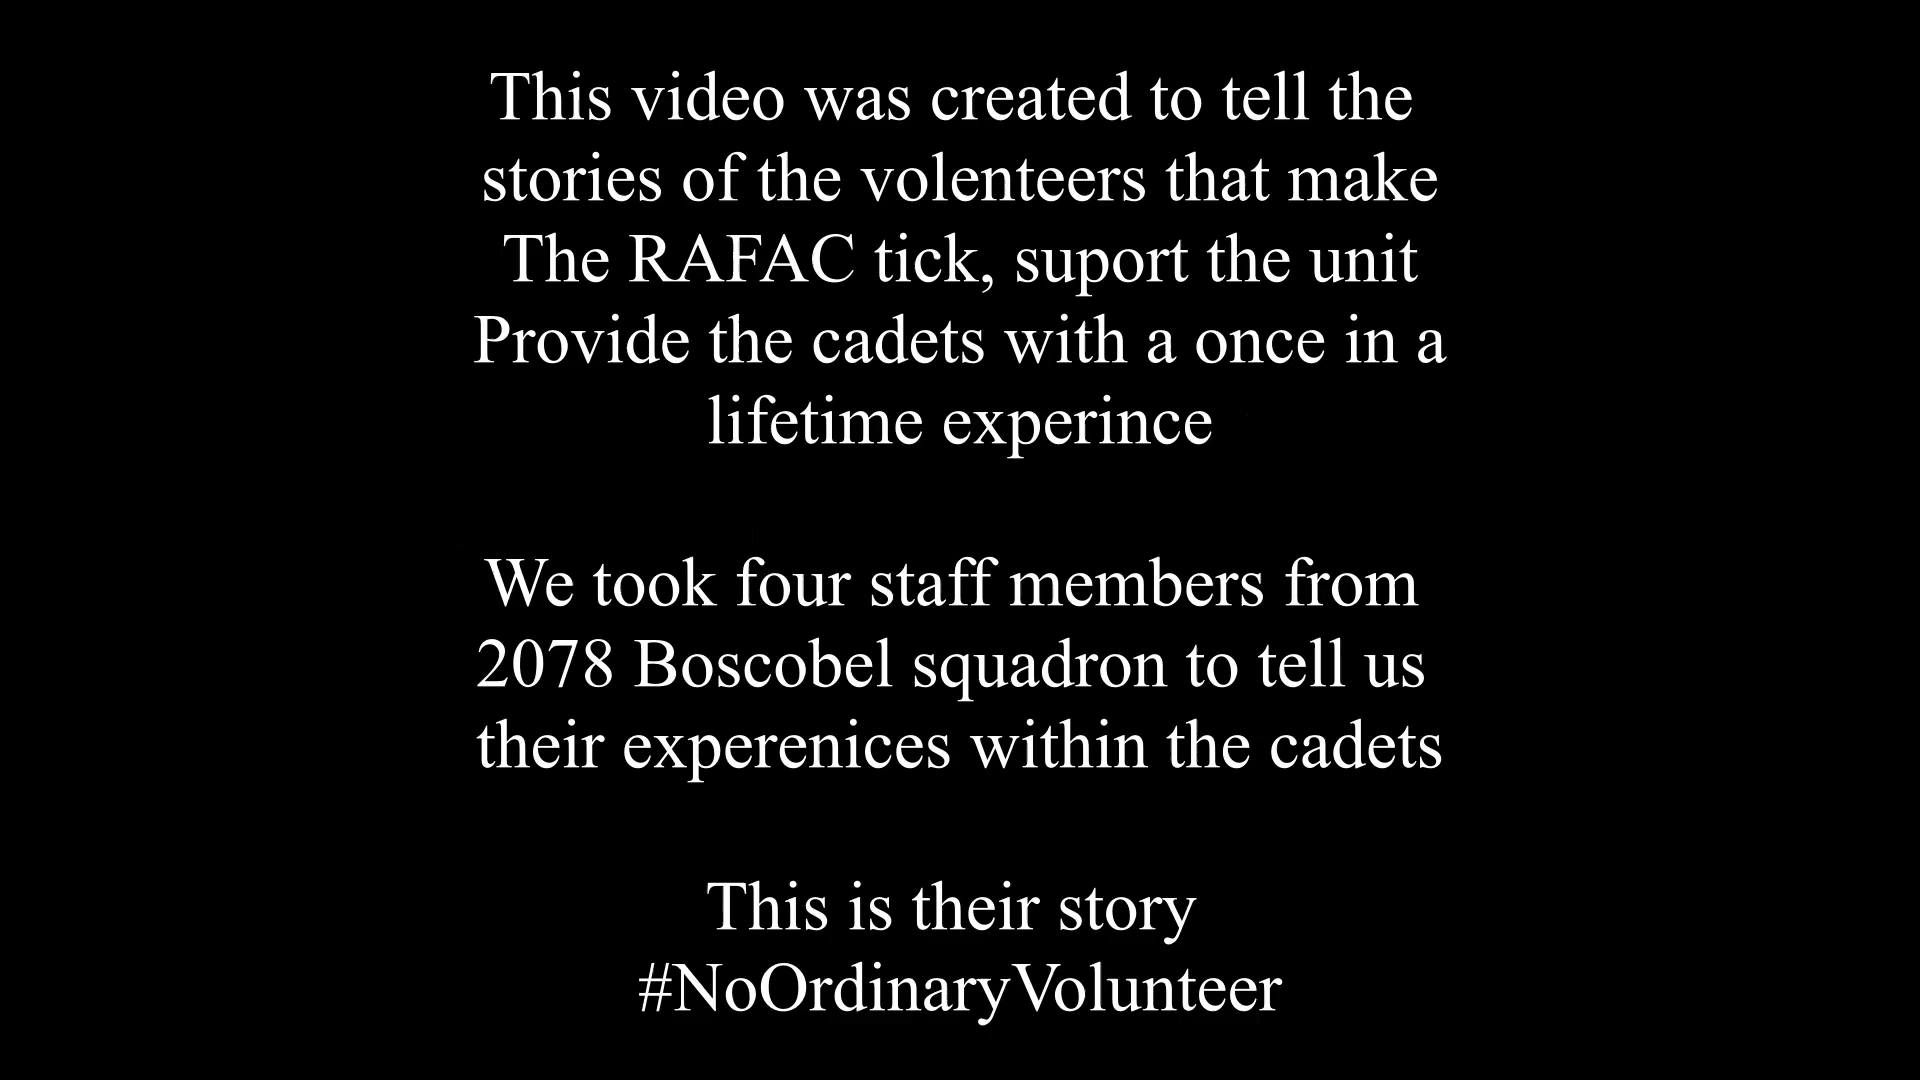 This video was created to tell the
stories of the volenteers that make
The RAFAC tick, suport the unit
Provide the cadets with a once in a
lifetime experince
We took four staff members from
2078 Boscobel squadron to tell us
their experenices within the cadets
This is their story
#NoOrdinaryVolunteer